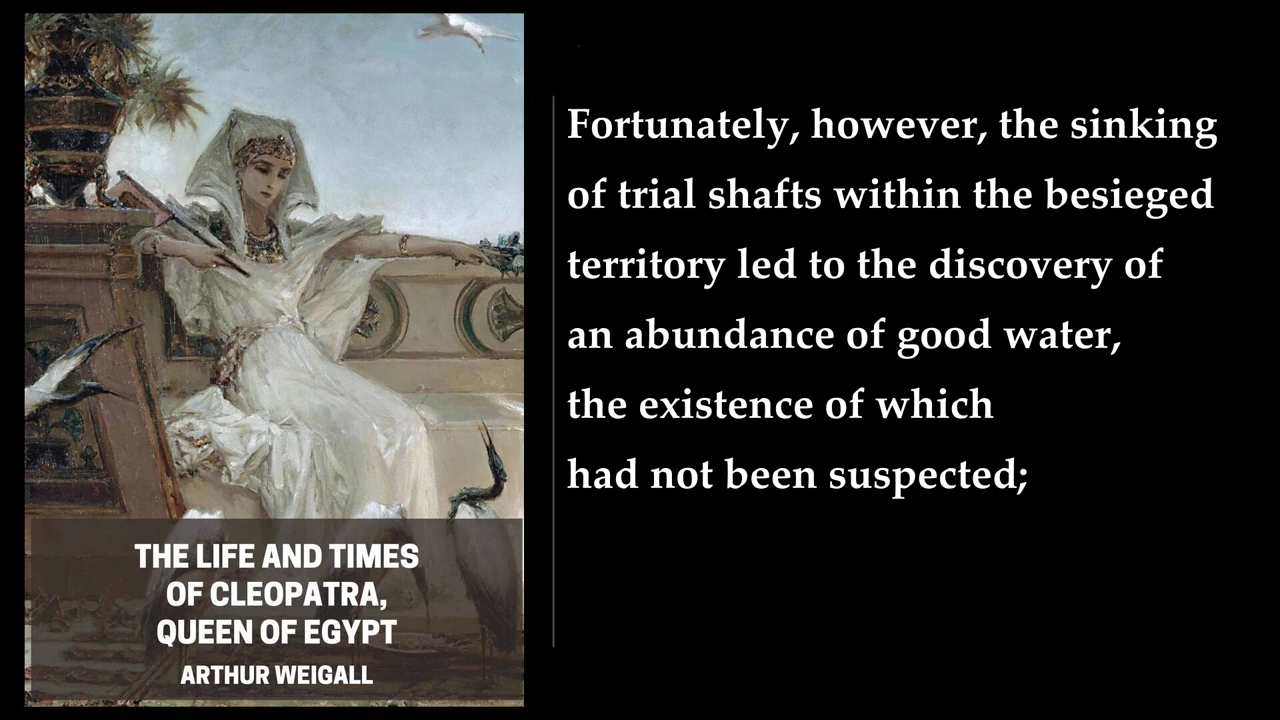 THE LIFE AND TIMES
OF CLEOPATRA,
QUEEN OF EGYPT
ARTHUR WEIGALL
Fortunately, however, the sinking
of trial shafts within the besieged
territory led to the discovery of
an abundance of good water,
the existence of which
had not been suspected;